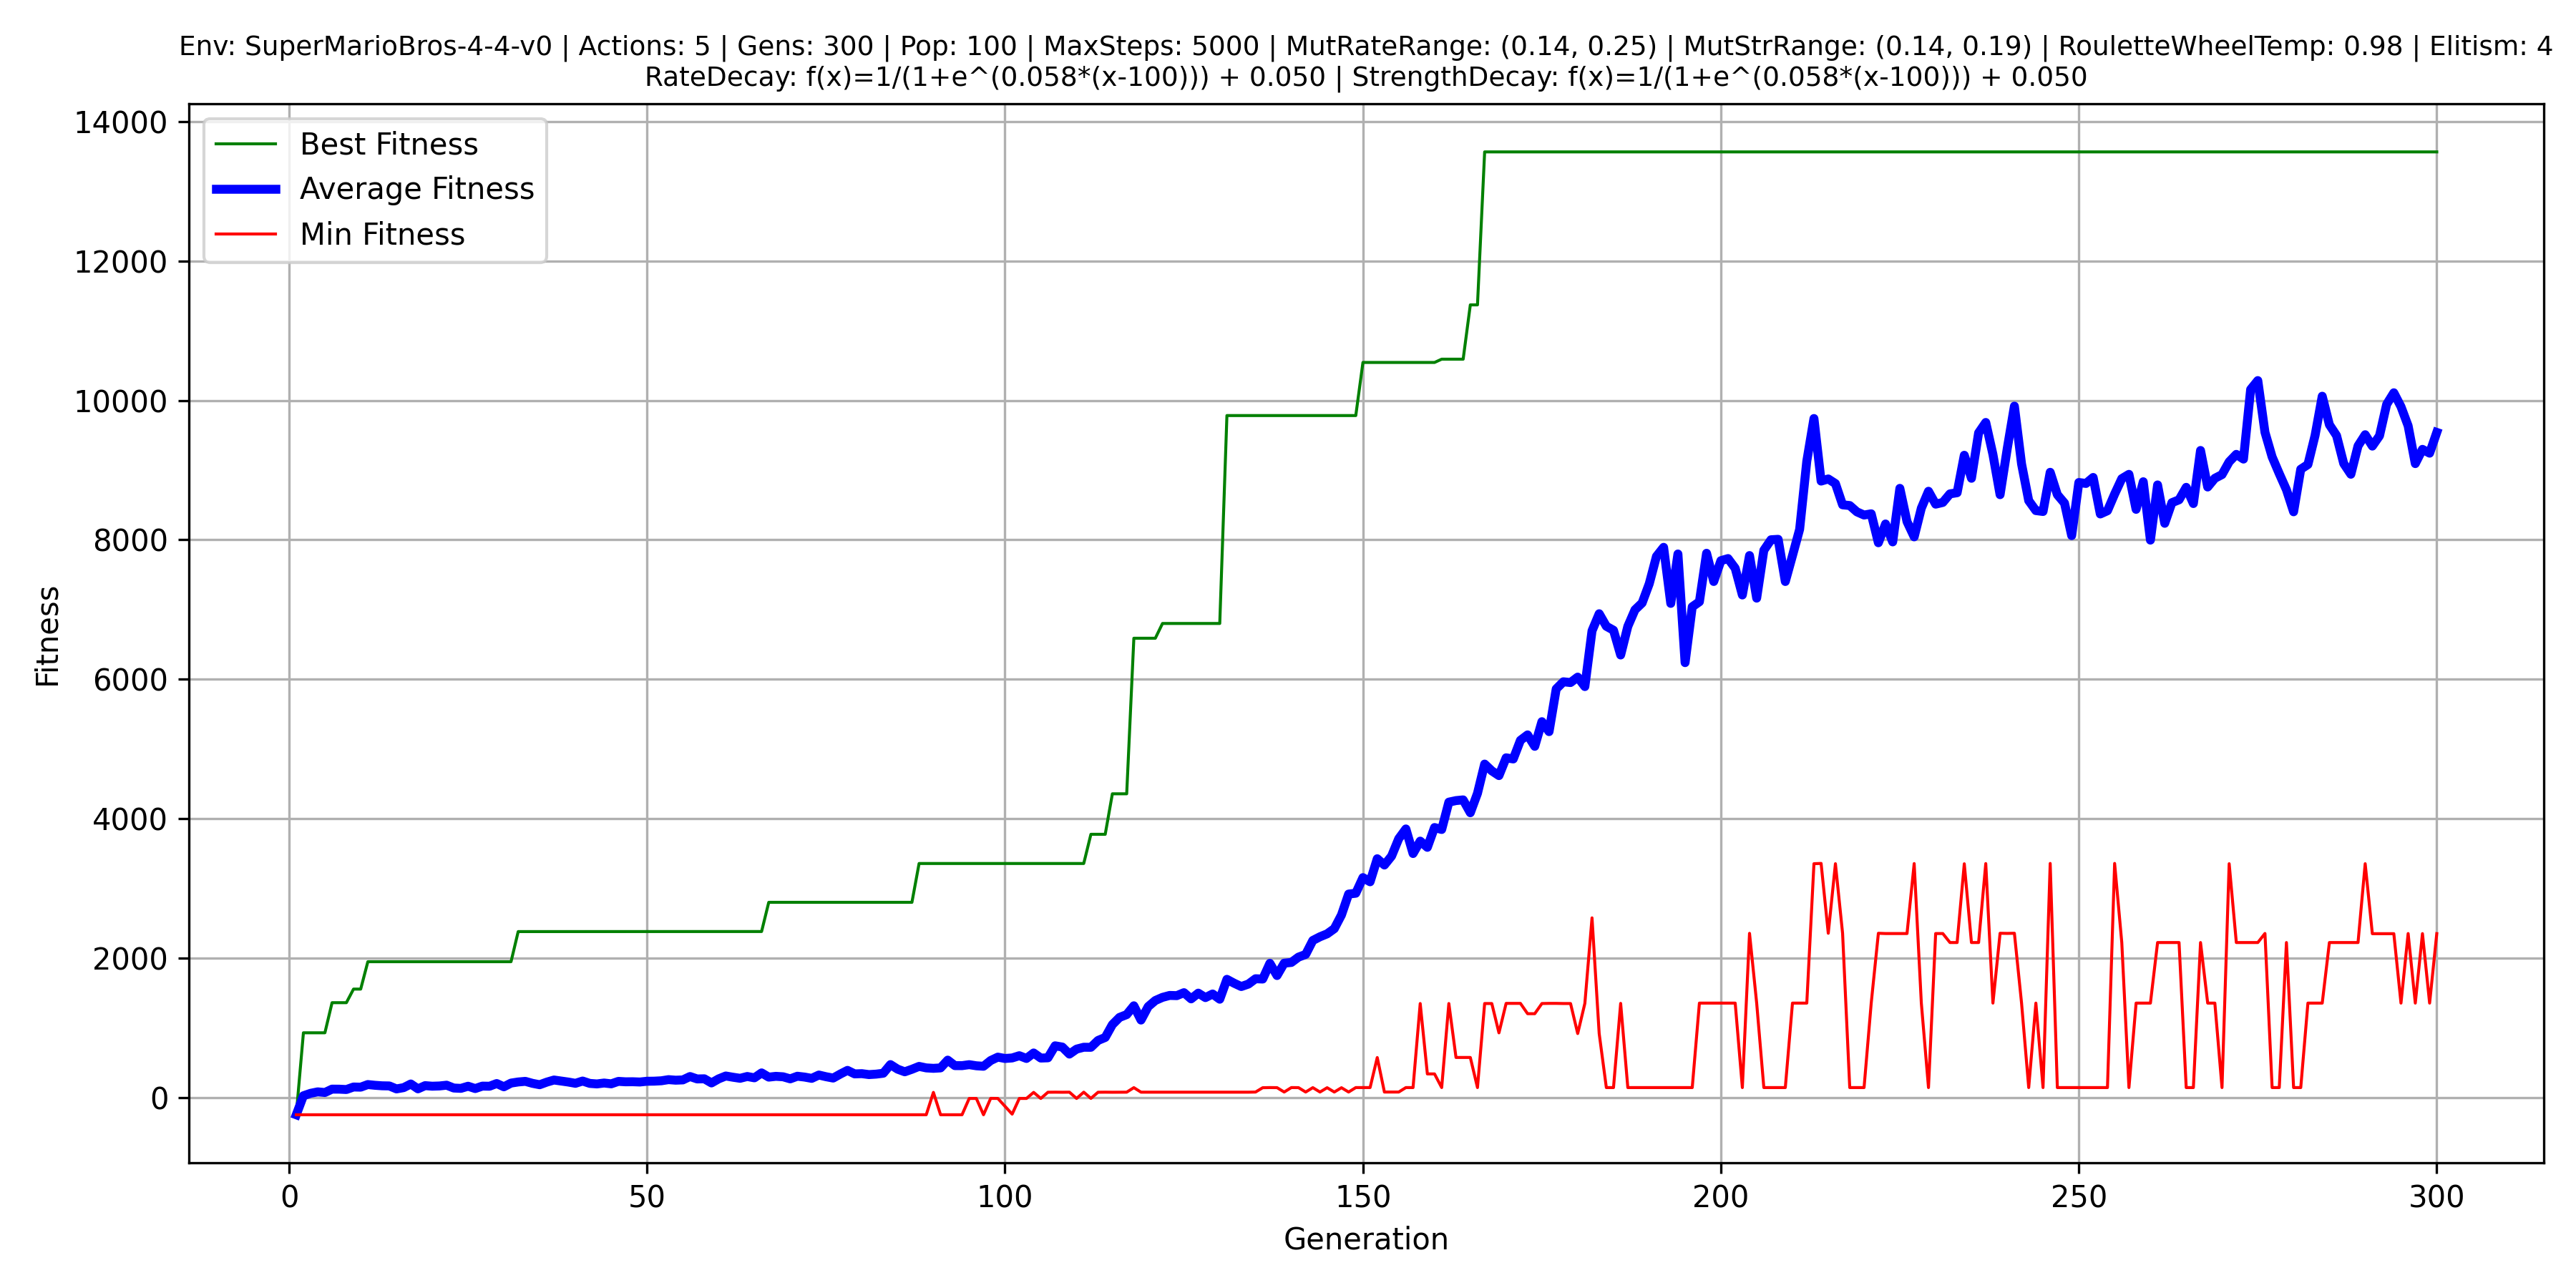 Env: SuperMarioBros-4-4-v0 | Actions: 5 | Gens: 300 | Pop: 100 | MaxSteps: 5000 | MutRateRange: (0.14, 0.25) | MutStrRange: (0.14, 0.19) | RouletteWheelTemp: 0.98 | Elitism: 4
RateDecay: f(x)=1/(1+e^(0.058*(x-100))) + 0.050 | StrengthDecay: f(x)=1/(1+e^(0.058*(x-100))) + 0.050
Best Fitness
Average Fitness
Min Fitness
14000
12000
10000
8000
6000
4000
2000
0
Fitness
0
50
100
150
200
250
300
Generation